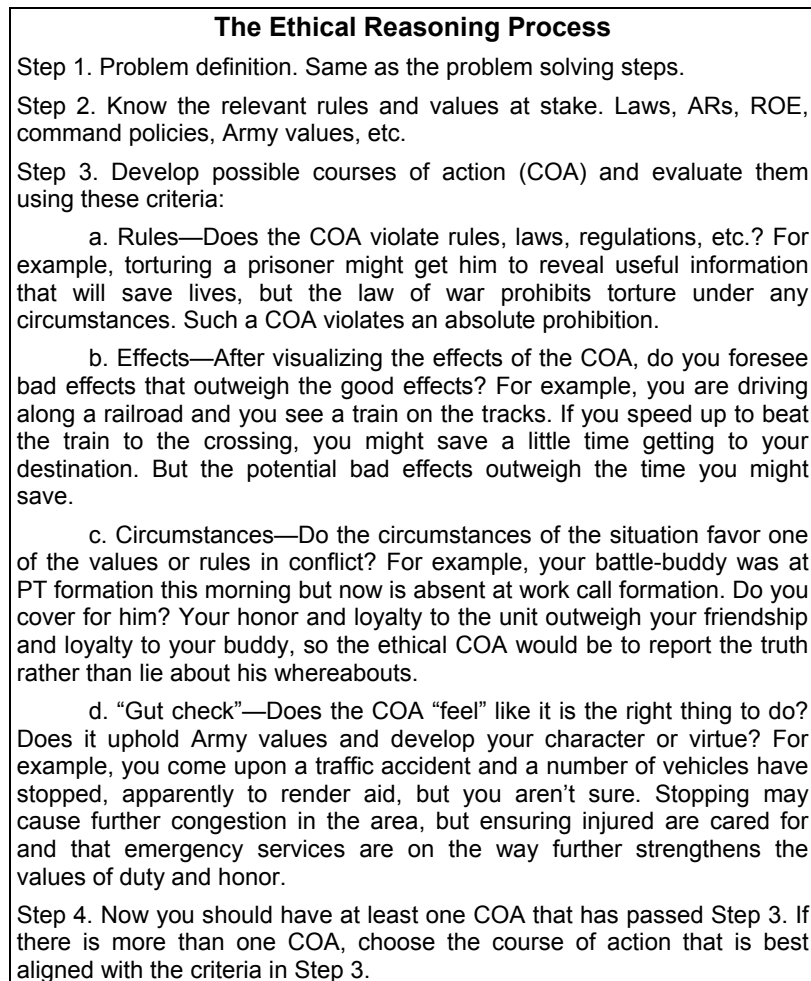 The Ethical Reasoning Process
Step 1. Problem definition. Same as the problem solving steps.
Step 2. Know the relevant rules and values at stake. Laws, ARs, ROE,
command policies, Army values, etc.
Step 3. Develop possible courses of action (COA) and evaluate them
using these criteria:
a. Rules—Does the COA violate rules, laws, regulations, etc.? For
example, torturing a prisoner might get him to reveal useful information
that will save lives, but the law of war prohibits torture under any
circumstances. Such a COA violates an absolute prohibition.
b. Effects—After visualizing the effects of the COA, do you foresee
bad effects that outweigh the good effects? For example, you are driving
along a railroad and you see a train on the tracks. If you speed up to beat
the train to the crossing, you might save a little time getting to your
destination. But the potential bad effects outweigh the time you might
save.
c. Circumstances—Do the circumstances of the situation favor one
of the values or rules in conflict? For example, your battle-buddy was at
PT formation this morning but now is absent at work call formation. Do you
cover for him? Your honor and loyalty to the unit outweigh your friendship
and loyalty to your buddy, so the ethical COA would be to report the truth
rather than lie about his whereabouts.
d. “Gut check”—Does the COA “feel” like it is the right thing to do?
Does it uphold Army values and develop your character or virtue? For
example, you come upon a traffic accident and a number of vehicles have
stopped, apparently to render aid, but you aren’t sure. Stopping may
cause further congestion in the area, but ensuring injured are cared for
and that emergency services are on the way further strengthens the
values of duty and honor.
Step 4. Now you should have at least one COA that has passed Step 3. If
there is more than one COA, choose the course of action that is best
aligned with the criteria in Step 3.